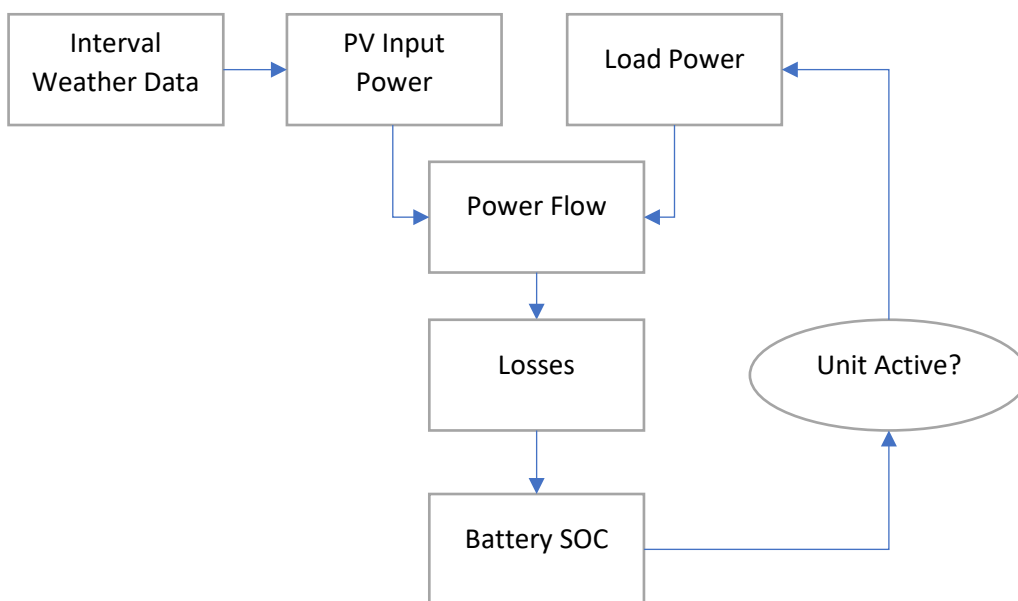 Interval
Weather Data
PV Input
Power
Load Power
Power Flow
Losses
Unit Active?
Battery SOC